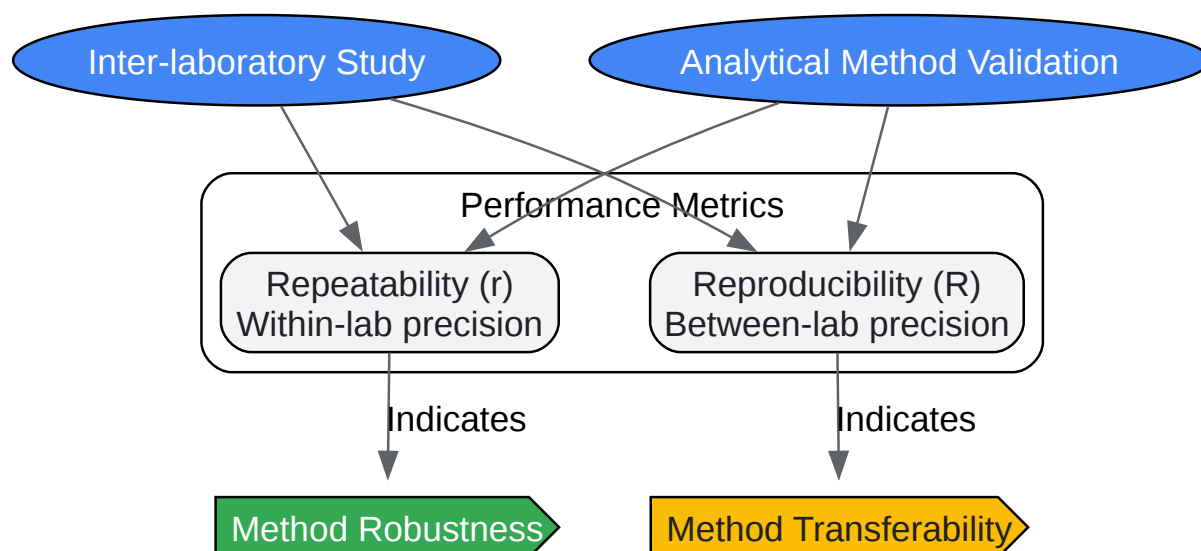 Inter-laboratory Study
Analytical Method Validation
Performance Metrics
Repeatability (r)
Within-lab precision
Reproducibility (R)
Between-lab precision
Indicates
Indicates
Method Robustness
Method Transferability